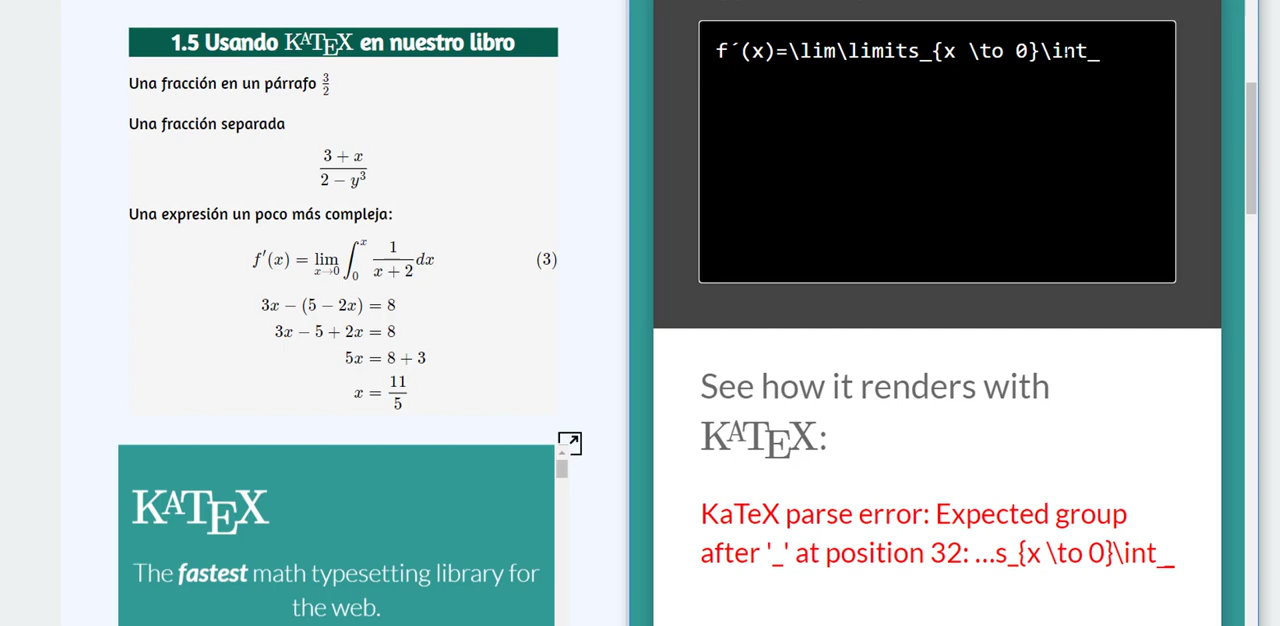 1.5 Usando KATEX en nuestro libro
Una fracción en un párrafo 3/2
Una fracción separada
3 + x
2 − y³
Una expresión un poco más compleja:
f′(x) = lim x→0 ∫₀ˣ 1/(x + 2) dx (3)
3x − (5 − 2x) = 8
3x − 5 + 2x = 8
5x = 8 + 3
x = 11/5
KATEX
The fastest math typesetting library for
the web.
f´(x)=\lim\limits_{x \to 0}\int_
See how it renders with
KATEX:
KaTeX parse error: Expected group
after '_' at position 32: …s_{x \to 0}\int_